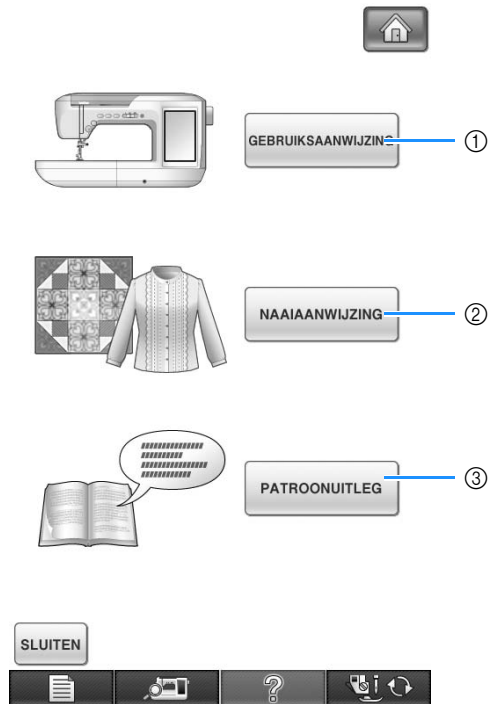 GEBRUIKSAANWIJZING ①
NAAIAANWIJZING ②
PATROONUITLEG ③
SLUITEN
?